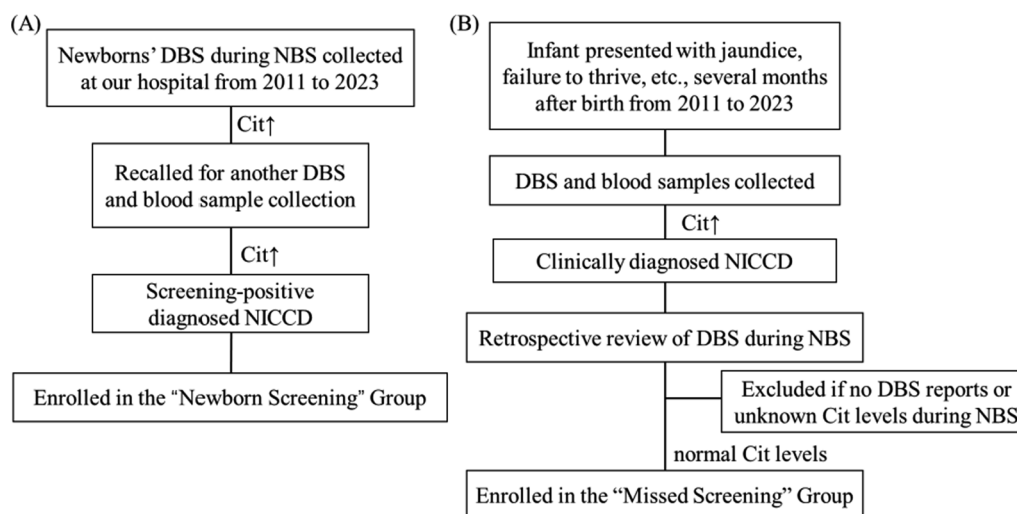 (A)
Newborns' DBS during NBS collected
at our hospital from 2011 to 2023
Cit↑
Recalled for another DBS
and blood sample collection
Cit↑
Screening-positive
diagnosed NICCD
Enrolled in the "Newborn Screening" Group
(B)
Infant presented with jaundice,
failure to thrive, etc., several months
after birth from 2011 to 2023
DBS and blood samples collected
Cit↑
Clinically diagnosed NICCD
Retrospective review of DBS during NBS
Excluded if no DBS reports or
unknown Cit levels during NBS
normal Cit levels
Enrolled in the “Missed Screening” Group